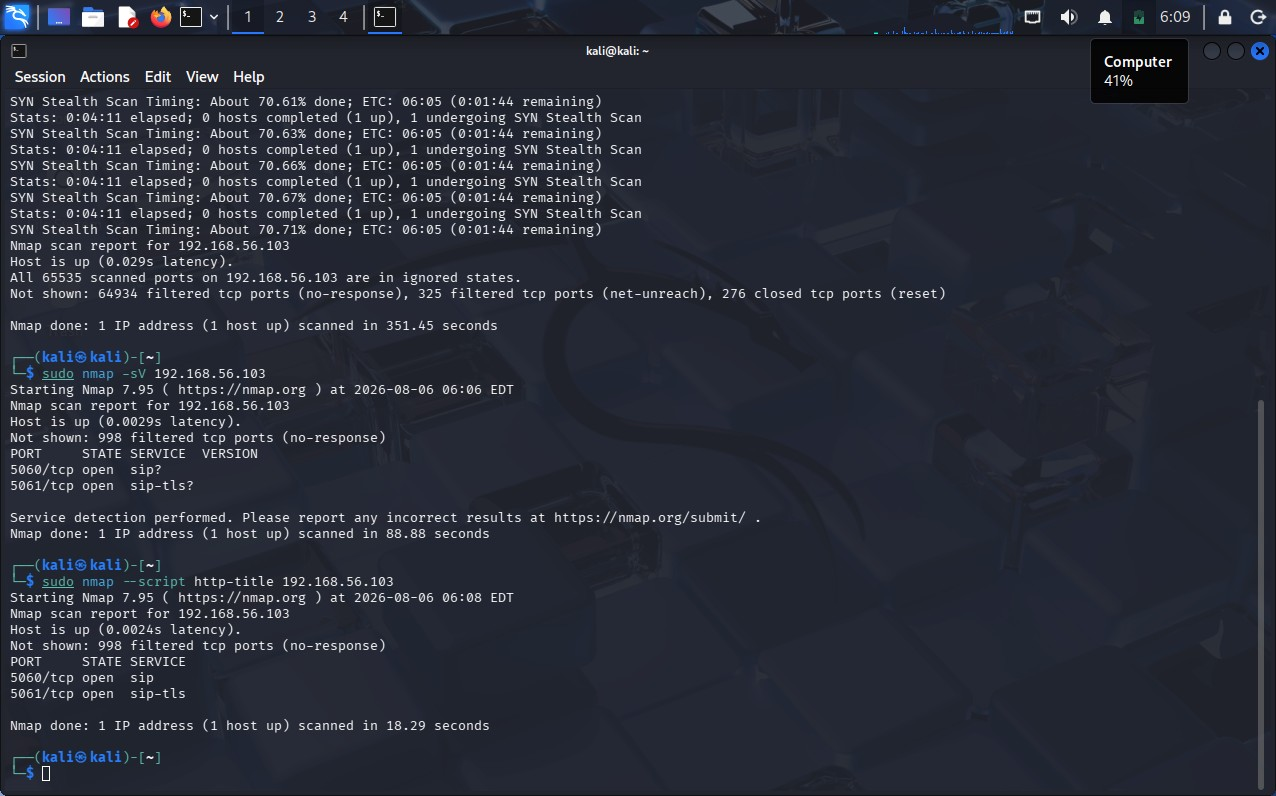 1 2 3 4 6:09
kali@kali: ~
Session Actions Edit View Help
Computer
41%
SYN Stealth Scan Timing: About 70.61% done; ETC: 06:05 (0:01:44 remaining)
Stats: 0:04:11 elapsed; 0 hosts completed (1 up), 1 undergoing SYN Stealth Scan
SYN Stealth Scan Timing: About 70.63% done; ETC: 06:05 (0:01:44 remaining)
Stats: 0:04:11 elapsed; 0 hosts completed (1 up), 1 undergoing SYN Stealth Scan
SYN Stealth Scan Timing: About 70.66% done; ETC: 06:05 (0:01:44 remaining)
Stats: 0:04:11 elapsed; 0 hosts completed (1 up), 1 undergoing SYN Stealth Scan
SYN Stealth Scan Timing: About 70.67% done; ETC: 06:05 (0:01:44 remaining)
Stats: 0:04:11 elapsed; 0 hosts completed (1 up), 1 undergoing SYN Stealth Scan
SYN Stealth Scan Timing: About 70.71% done; ETC: 06:05 (0:01:44 remaining)
Nmap scan report for 192.168.56.103
Host is up (0.029s latency).
All 65535 scanned ports on 192.168.56.103 are in ignored states.
Not shown: 64934 filtered tcp ports (no-response), 325 filtered tcp ports (net-unreach), 276 closed tcp ports (reset)
Nmap done: 1 IP address (1 host up) scanned in 351.45 seconds
┌──(kali㉿kali)-[~]
└─$ sudo nmap -sV 192.168.56.103
Starting Nmap 7.95 ( https://nmap.org ) at 2026-08-06 06:06 EDT
Nmap scan report for 192.168.56.103
Host is up (0.0029s latency).
Not shown: 998 filtered tcp ports (no-response)
PORT     STATE SERVICE  VERSION
5060/tcp open  sip?
5061/tcp open  sip-tls?
Service detection performed. Please report any incorrect results at https://nmap.org/submit/ .
Nmap done: 1 IP address (1 host up) scanned in 88.88 seconds
┌──(kali㉿kali)-[~]
└─$ sudo nmap --script http-title 192.168.56.103
Starting Nmap 7.95 ( https://nmap.org ) at 2026-08-06 06:08 EDT
Nmap scan report for 192.168.56.103
Host is up (0.0024s latency).
Not shown: 998 filtered tcp ports (no-response)
PORT     STATE SERVICE
5060/tcp open  sip
5061/tcp open  sip-tls
Nmap done: 1 IP address (1 host up) scanned in 18.29 seconds
┌──(kali㉿kali)-[~]
└─$